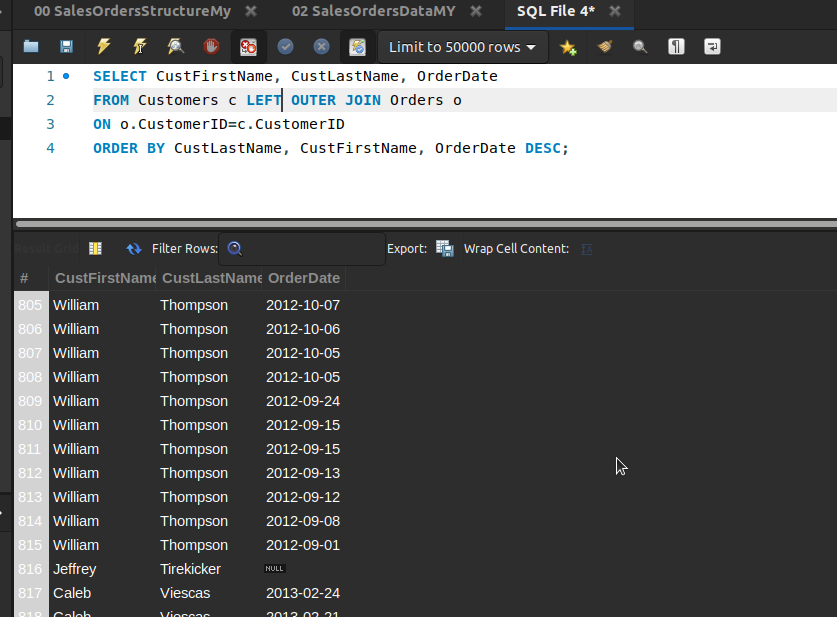 00 SalesOrdersStructureMy 02 SalesOrdersDataMY SQL File 4*
Limit to 50000 rows
1 SELECT CustFirstName, CustLastName, OrderDate
2 FROM Customers c LEFT OUTER JOIN Orders o
3 ON o.CustomerID=c.CustomerID
4 ORDER BY CustLastName, CustFirstName, OrderDate DESC;
Result Grid Filter Rows: Export: Wrap Cell Content: IA
# CustFirstName CustLastName OrderDate
805 William Thompson 2012-10-07
806 William Thompson 2012-10-06
807 William Thompson 2012-10-05
808 William Thompson 2012-10-05
809 William Thompson 2012-09-24
810 William Thompson 2012-09-15
811 William Thompson 2012-09-15
812 William Thompson 2012-09-13
813 William Thompson 2012-09-12
814 William Thompson 2012-09-08
815 William Thompson 2012-09-01
816 Jeffrey Tirekicker NULL
817 Caleb Viescas 2013-02-24
818 Caleb Viescas 2013-02-21